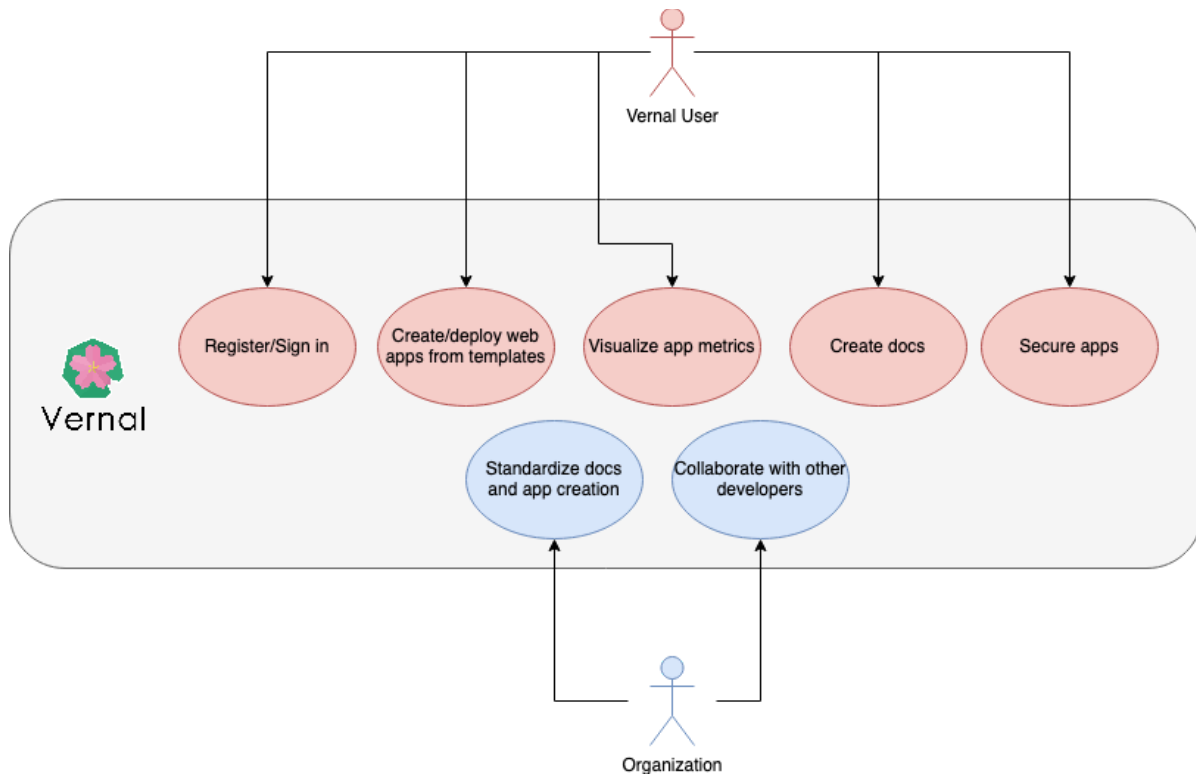 Vernal User
Register/Sign in
Create/deploy web
apps from templates
Visualize app metrics
Create docs
Secure apps
Vernal
Standardize docs
and app creation
Collaborate with other
developers
Organization